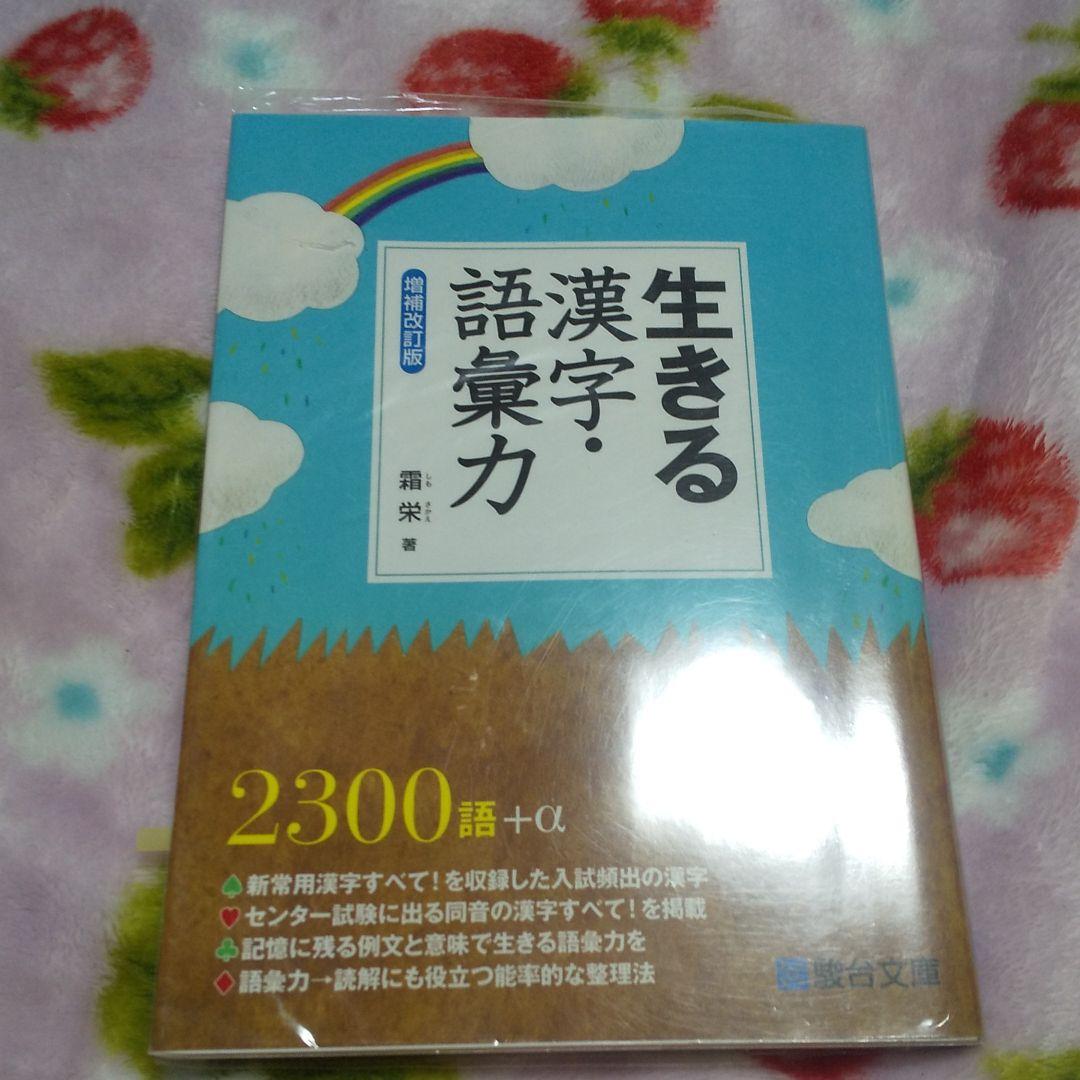 生きる
漢字・
語彙力
増補改訂版
霜 栄 著
しも さかえ
2300語+α
新常用漢字すべて!を収録した入試頻出の漢字
センター試験に出る同音の漢字すべて!を掲載
記憶に残る例文と意味で生きる語彙力を
語彙力→読解にも役立つ能率的な整理法
駿台文庫